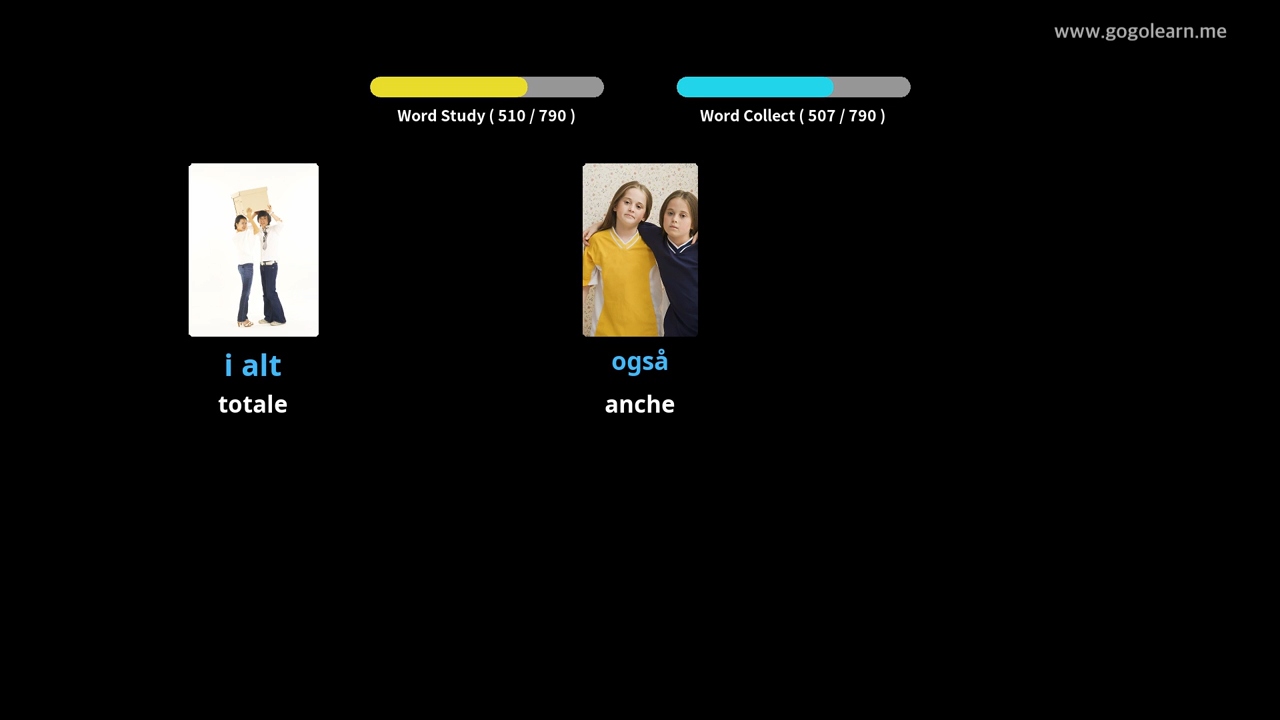 www.gogolearn.me
Word Study ( 510 / 790 )
Word Collect ( 507 / 790 )
i alt
totale
også
anche